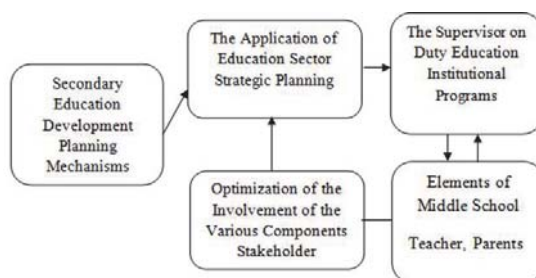 Secondary
Education
Development
Planning
Mechanisms
The Application of
Education Sector
Strategic Planning
The Supervisor on
Duty Education
Institutional
Programs
Optimization of the
Involvement of the
Various Components
Stakeholder
Elements of
Middle School
Teacher, Parents